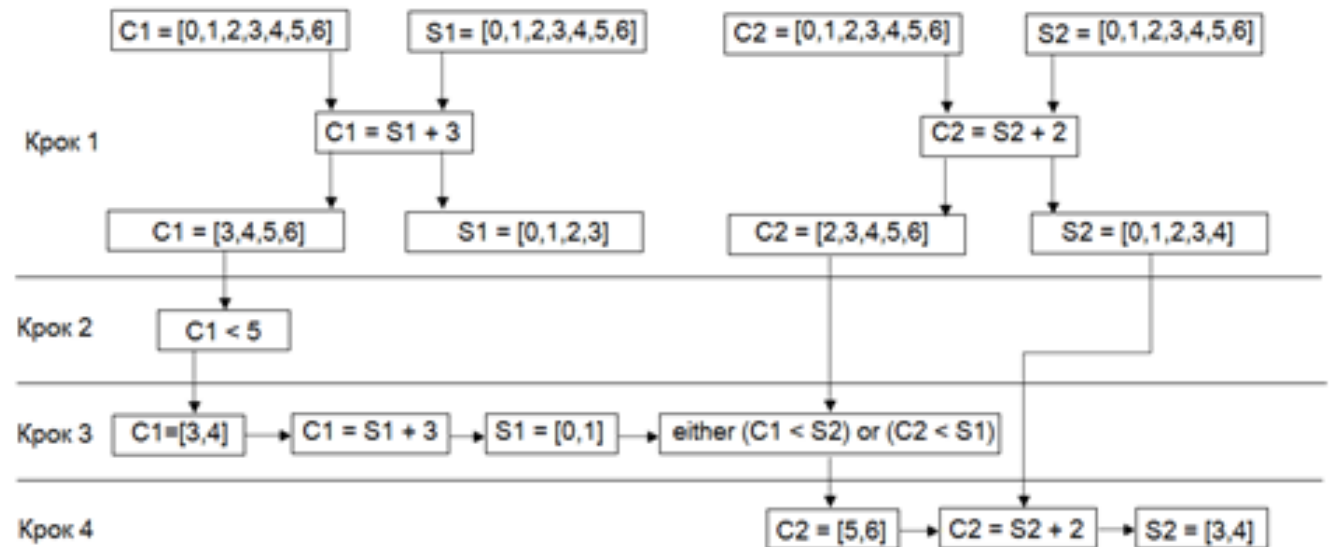 C1 = [0,1,2,3,4,5,6] S1= [0,1,2,3,4,5,6] C2 = [0,1,2,3,4,5,6] S2 = [0,1,2,3,4,5,6]
Крок 1 C1 = S1 + 3 C2 = S2 + 2
C1 = [3,4,5,6] S1 = [0,1,2,3] C2 = [2,3,4,5,6] S2 = [0,1,2,3,4]
Крок 2 C1 < 5
Крок 3 C1=[3,4] C1 = S1 + 3 S1 = [0,1] either (C1 < S2) or (C2 < S1)
Крок 4 C2 = [5,6] C2 = S2 + 2 S2 = [3,4]